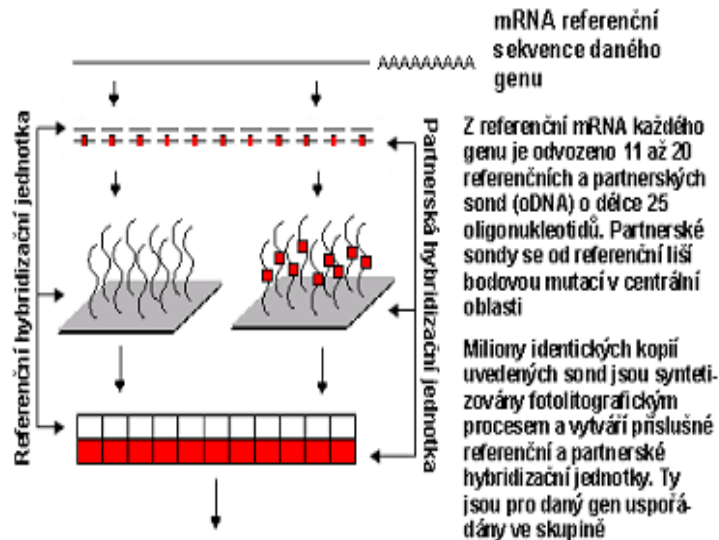 mRNA referenční
sekvence daného
genu
AAAAAAAAA
Referenční hybridizační jednotka
Partnerská hybridizační jednotka
Z referenční mRNA každého
genu je odvozeno 11 až 20
referenčních a partnerských
sond (oDNA) o délce 25
oligonukleotidů. Partnerské
sondy se od referenční liší
bodovou mutací v centrální
oblasti
Miliony identických kopií
uvedených sond jsou synteti-
zovány fotolitografickým
procesem a vytváří příslušné
referenční a partnerské
hybridizační jednotky. Ty
jsou pro daný gen uspořá-
dány ve skupině